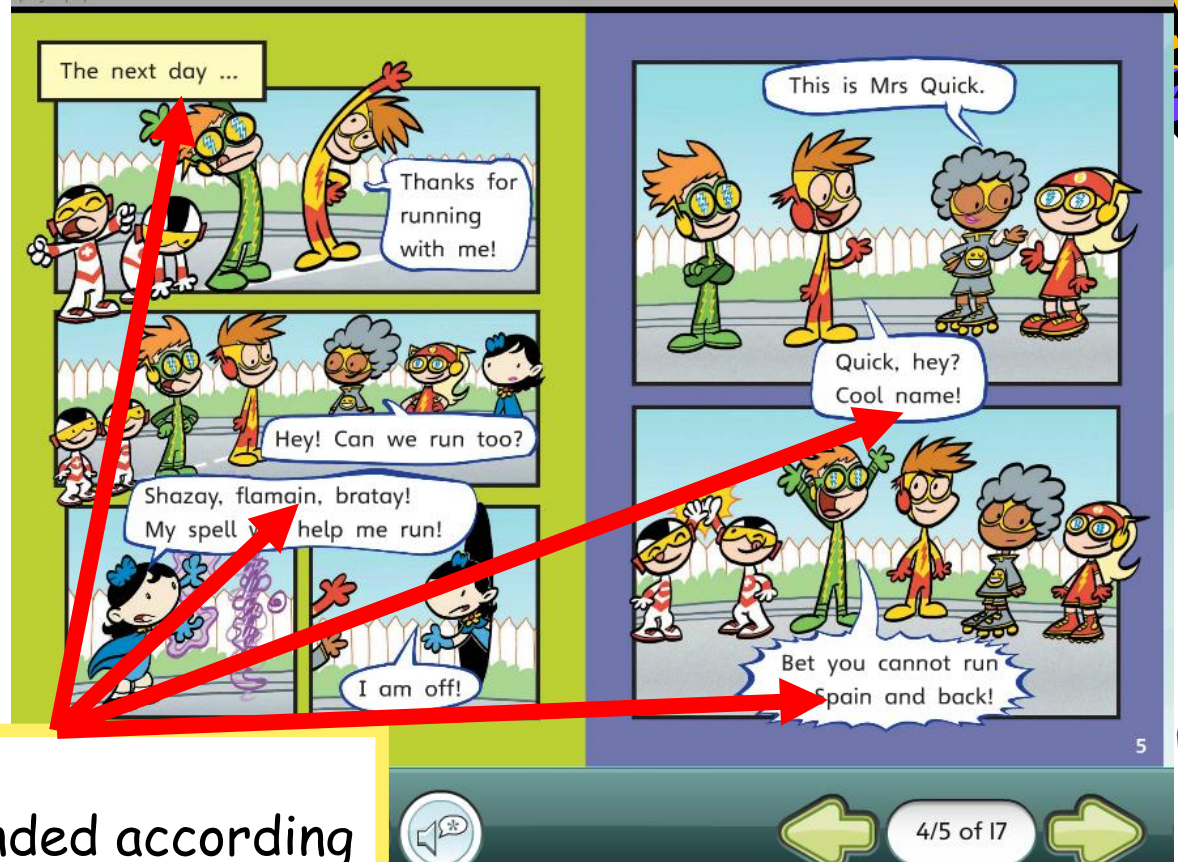 The next day ...
Thanks for
running
with me!
Hey! Can we run too?
Shazay, flamain, bratay!
My spell help me run!
I am off!
This is Mrs Quick.
Quick, hey?
Cool name!
Bet you cannot run
Spain and back!
5
according
4/5 of 17